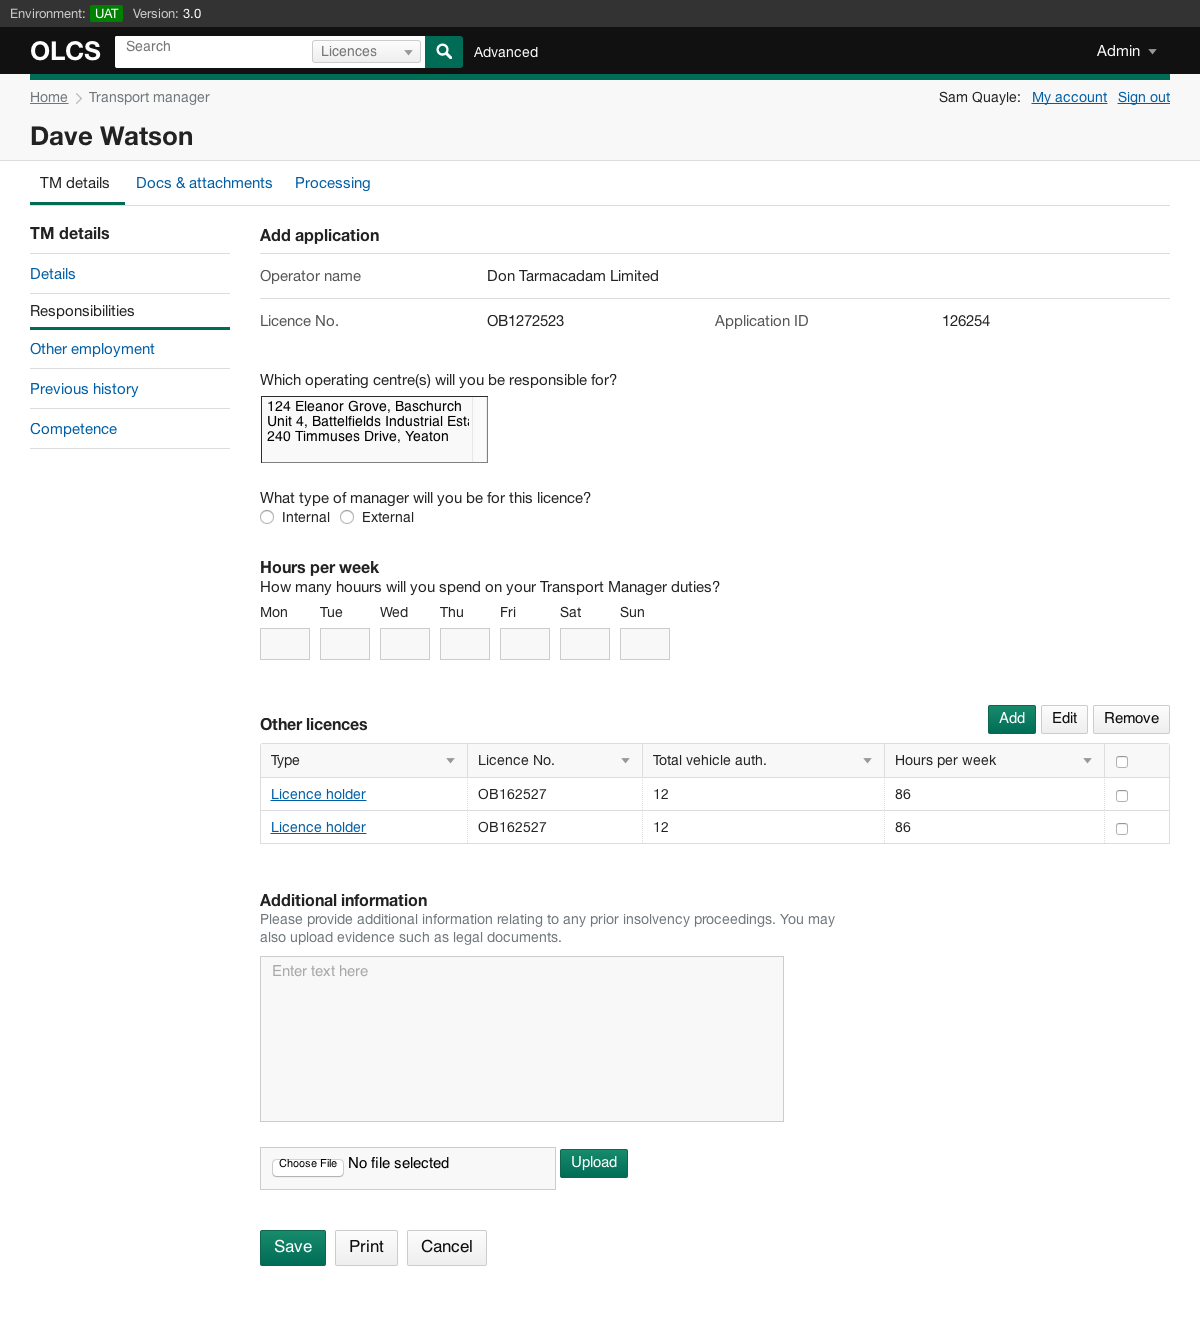 Environment: UAT Version: 3.0
OLCS Search Licences Advanced Admin
Home Transport manager Sam Quayle: My account Sign out
Dave Watson
TM details Docs & attachments Processing
TM details
Details
Responsibilities
Other employment
Previous history
Competence
Add application
Operator name Don Tarmacadam Limited
Licence No. OB1272523 Application ID 126254
Which operating centre(s) will you be responsible for?
124 Eleanor Grove, Baschurch
Unit 4, Battelfields Industrial Esta
240 Timmuses Drive, Yeaton
What type of manager will you be for this licence?
Internal External
Hours per week
How many houurs will you spend on your Transport Manager duties?
Mon Tue Wed Thu Fri Sat Sun
Other licences Add Edit Remove
Type Licence No. Total vehicle auth. Hours per week
Licence holder OB162527 12 86
Licence holder OB162527 12 86
Additional information
Please provide additional information relating to any prior insolvency proceedings. You may
also upload evidence such as legal documents.
Enter text here
Choose File No file selected Upload
Save Print Cancel